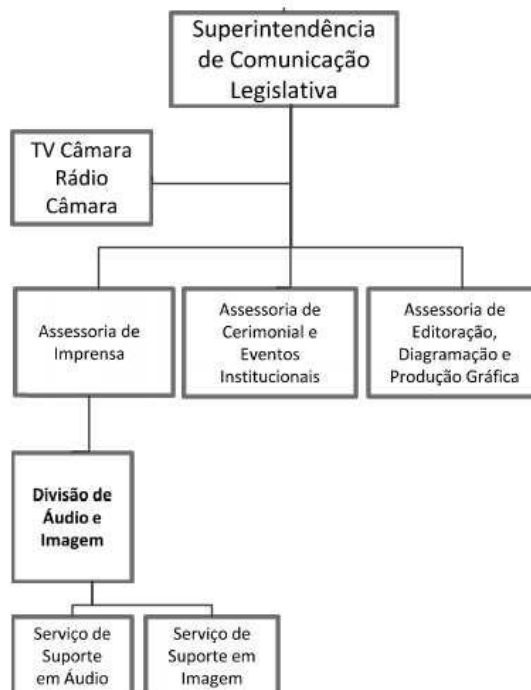 Superintendência
de Comunicação
Legislativa
TV Câmara
Rádio
Câmara
Assessoria de
Imprensa
Assessoria de
Cerimonial e
Eventos
Institucionais
Assessoria de
Editoração,
Diagramação e
Produção Gráfica
Divisão de
Áudio e
Imagem
Serviço de
Suporte
em Áudio
Serviço de
Suporte em
Imagem